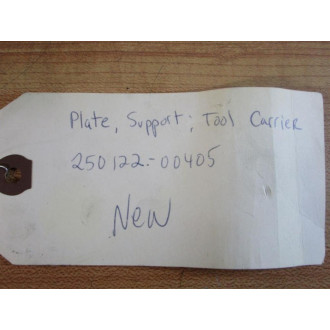 Plate, Support; Tool Carrier
250122-00405
New